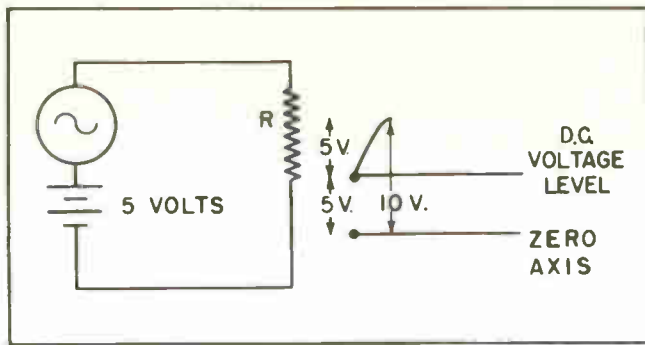 R
5 VOLTS
5 V.
5 V.
10 V.
D.C.
VOLTAGE
LEVEL
ZERO
AXIS